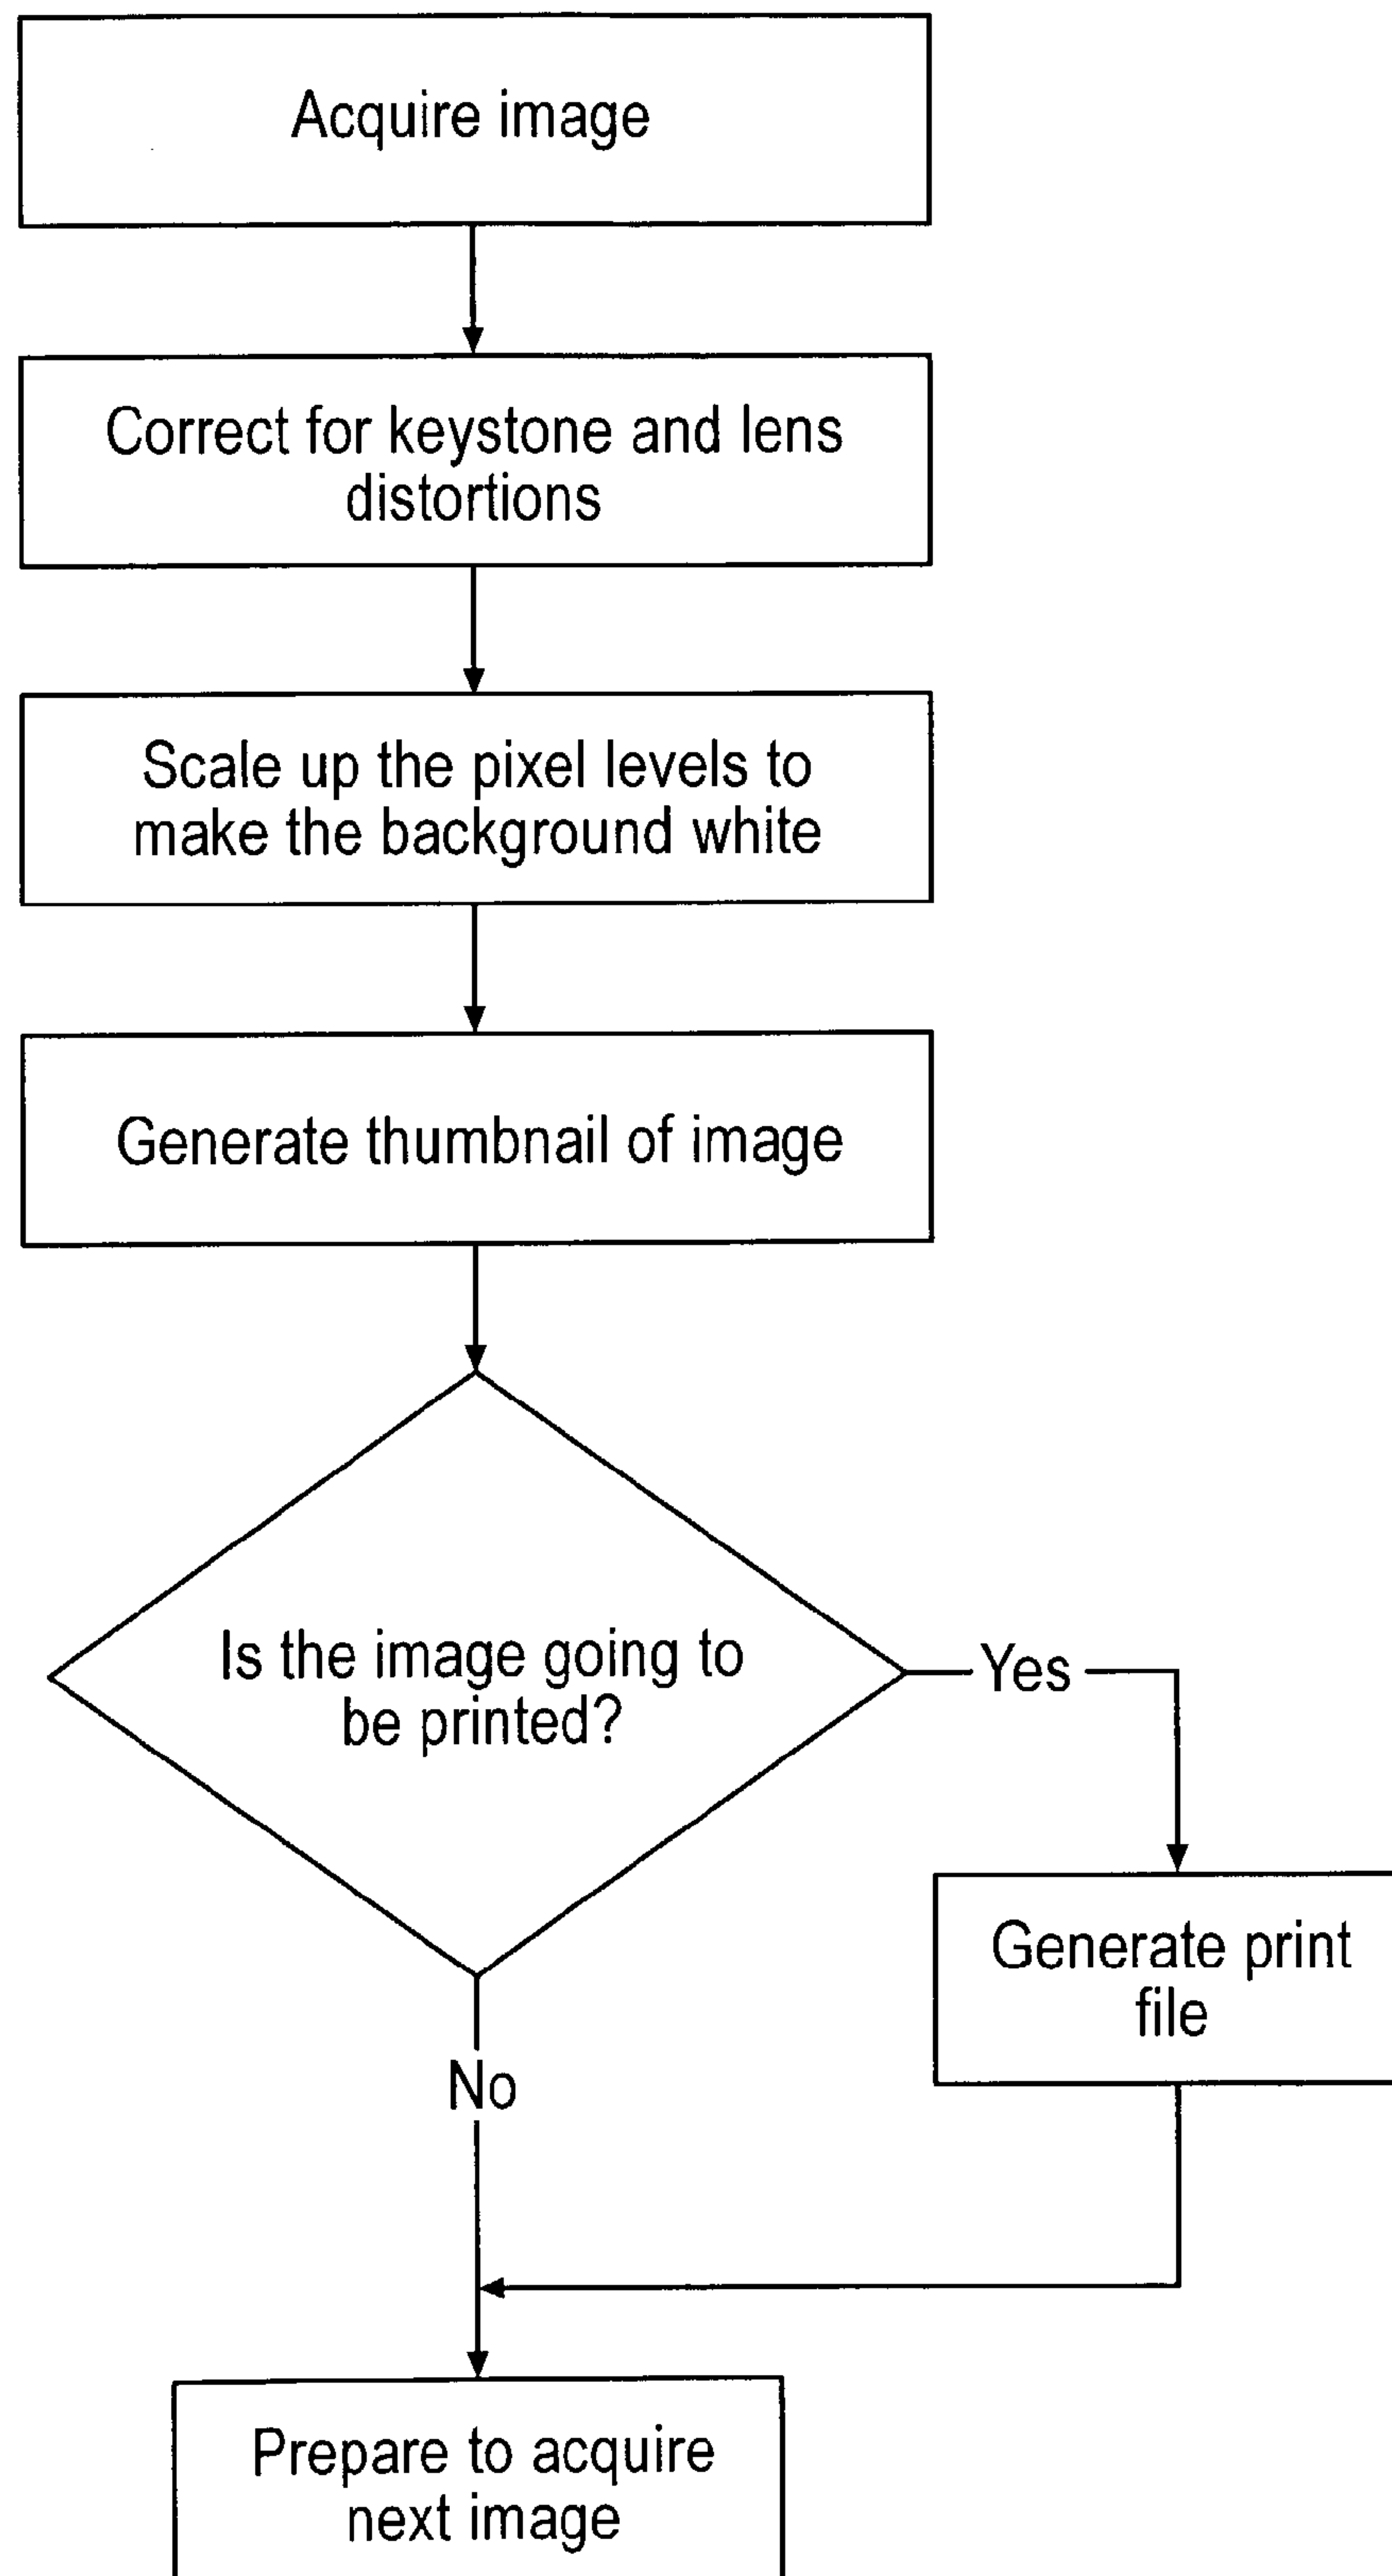 Acquire image
Correct for keystone and lens
distortions
Scale up the pixel levels to
make the background white
Generate thumbnail of image
Is the image going to
be printed?
Yes
Generate print
file
No
Prepare to acquire
next image